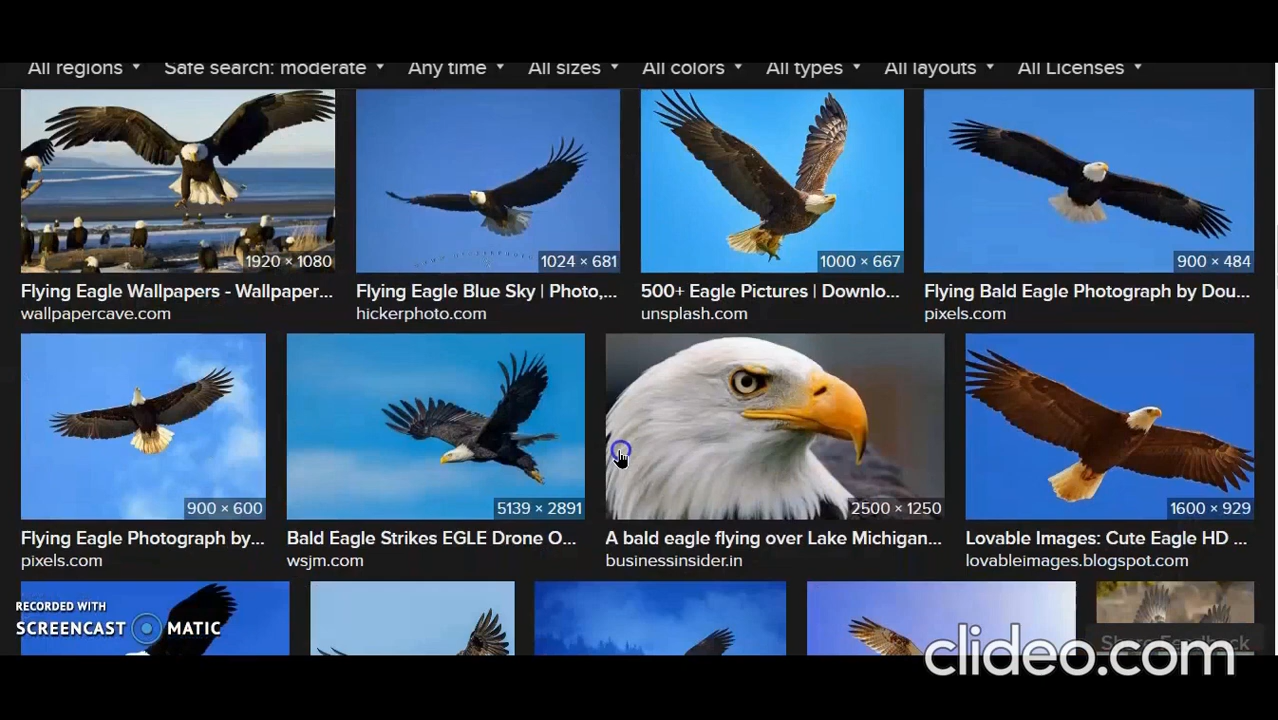 All regions Safe search: moderate Any time All sizes All colors All types All layouts All Licenses
1920 × 1080 1024 × 681 1000 × 667 900 × 484
Flying Eagle Wallpapers - Wallpaper... Flying Eagle Blue Sky | Photo,... 500+ Eagle Pictures | Downlo... Flying Bald Eagle Photograph by Dou...
wallpapercave.com hickerphoto.com unsplash.com pixels.com
900 × 600 5139 × 2891 2500 × 1250 1600 × 929
Flying Eagle Photograph by... Bald Eagle Strikes EGLE Drone O... A bald eagle flying over Lake Michigan... Lovable Images: Cute Eagle HD ...
pixels.com wsjm.com businessinsider.in lovableimages.blogspot.com
RECORDED WITH
SCREENCAST MATIC
Share Feedback
clideo.com